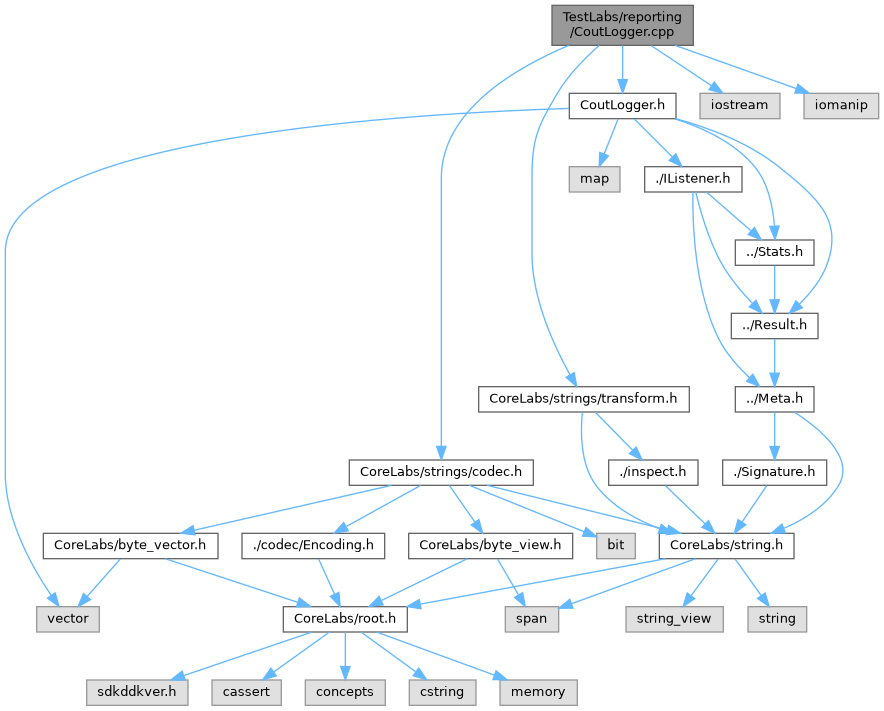 TestLabs/reporting
/CoutLogger.cpp
CoutLogger.h
iostream
iomanip
map
./IListener.h
../Stats.h
../Result.h
CoreLabs/strings/transform.h
../Meta.h
CoreLabs/strings/codec.h
./inspect.h
./Signature.h
CoreLabs/byte_vector.h
./codec/Encoding.h
CoreLabs/byte_view.h
bit
CoreLabs/string.h
vector
CoreLabs/root.h
span
string_view
string
sdkddkver.h
cassert
concepts
cstring
memory